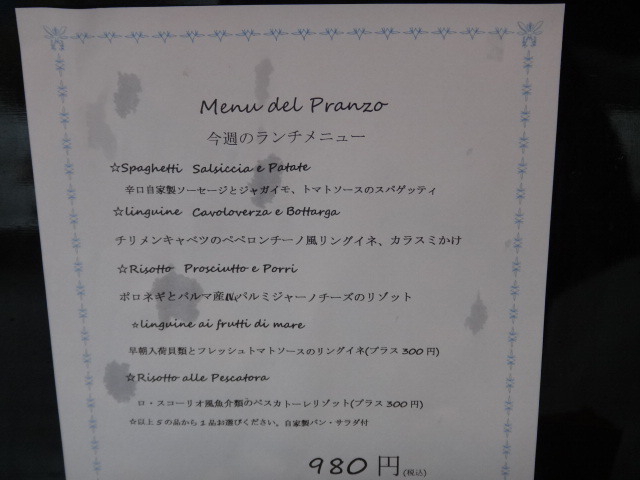 Menu del Pranzo
今週のランチメニュー
☆Spaghetti Salsiccia e Patate
辛口自家製ソーセージとジャガイモ、トマトソースのスパゲッティ
☆linguine Cavoloverza e Bottarga
チリメンキャベツのペペロンチーノ風リングイネ、カラスミかけ
☆Risotto Prosciutto e Porri
ポロネギとパルマ産 パルミジャーノチーズのリゾット
☆linguine ai frutti di mare
早朝入荷貝類とフレッシュトマトソースのリングイネ(プラス300円)
☆Risotto alle Pescatora
ロ・スコーリオ風魚介類のペスカトーレリゾット(プラス300円)
☆以上5の品から1品お選びください。自家製パン・サラダ付
980円(税込)